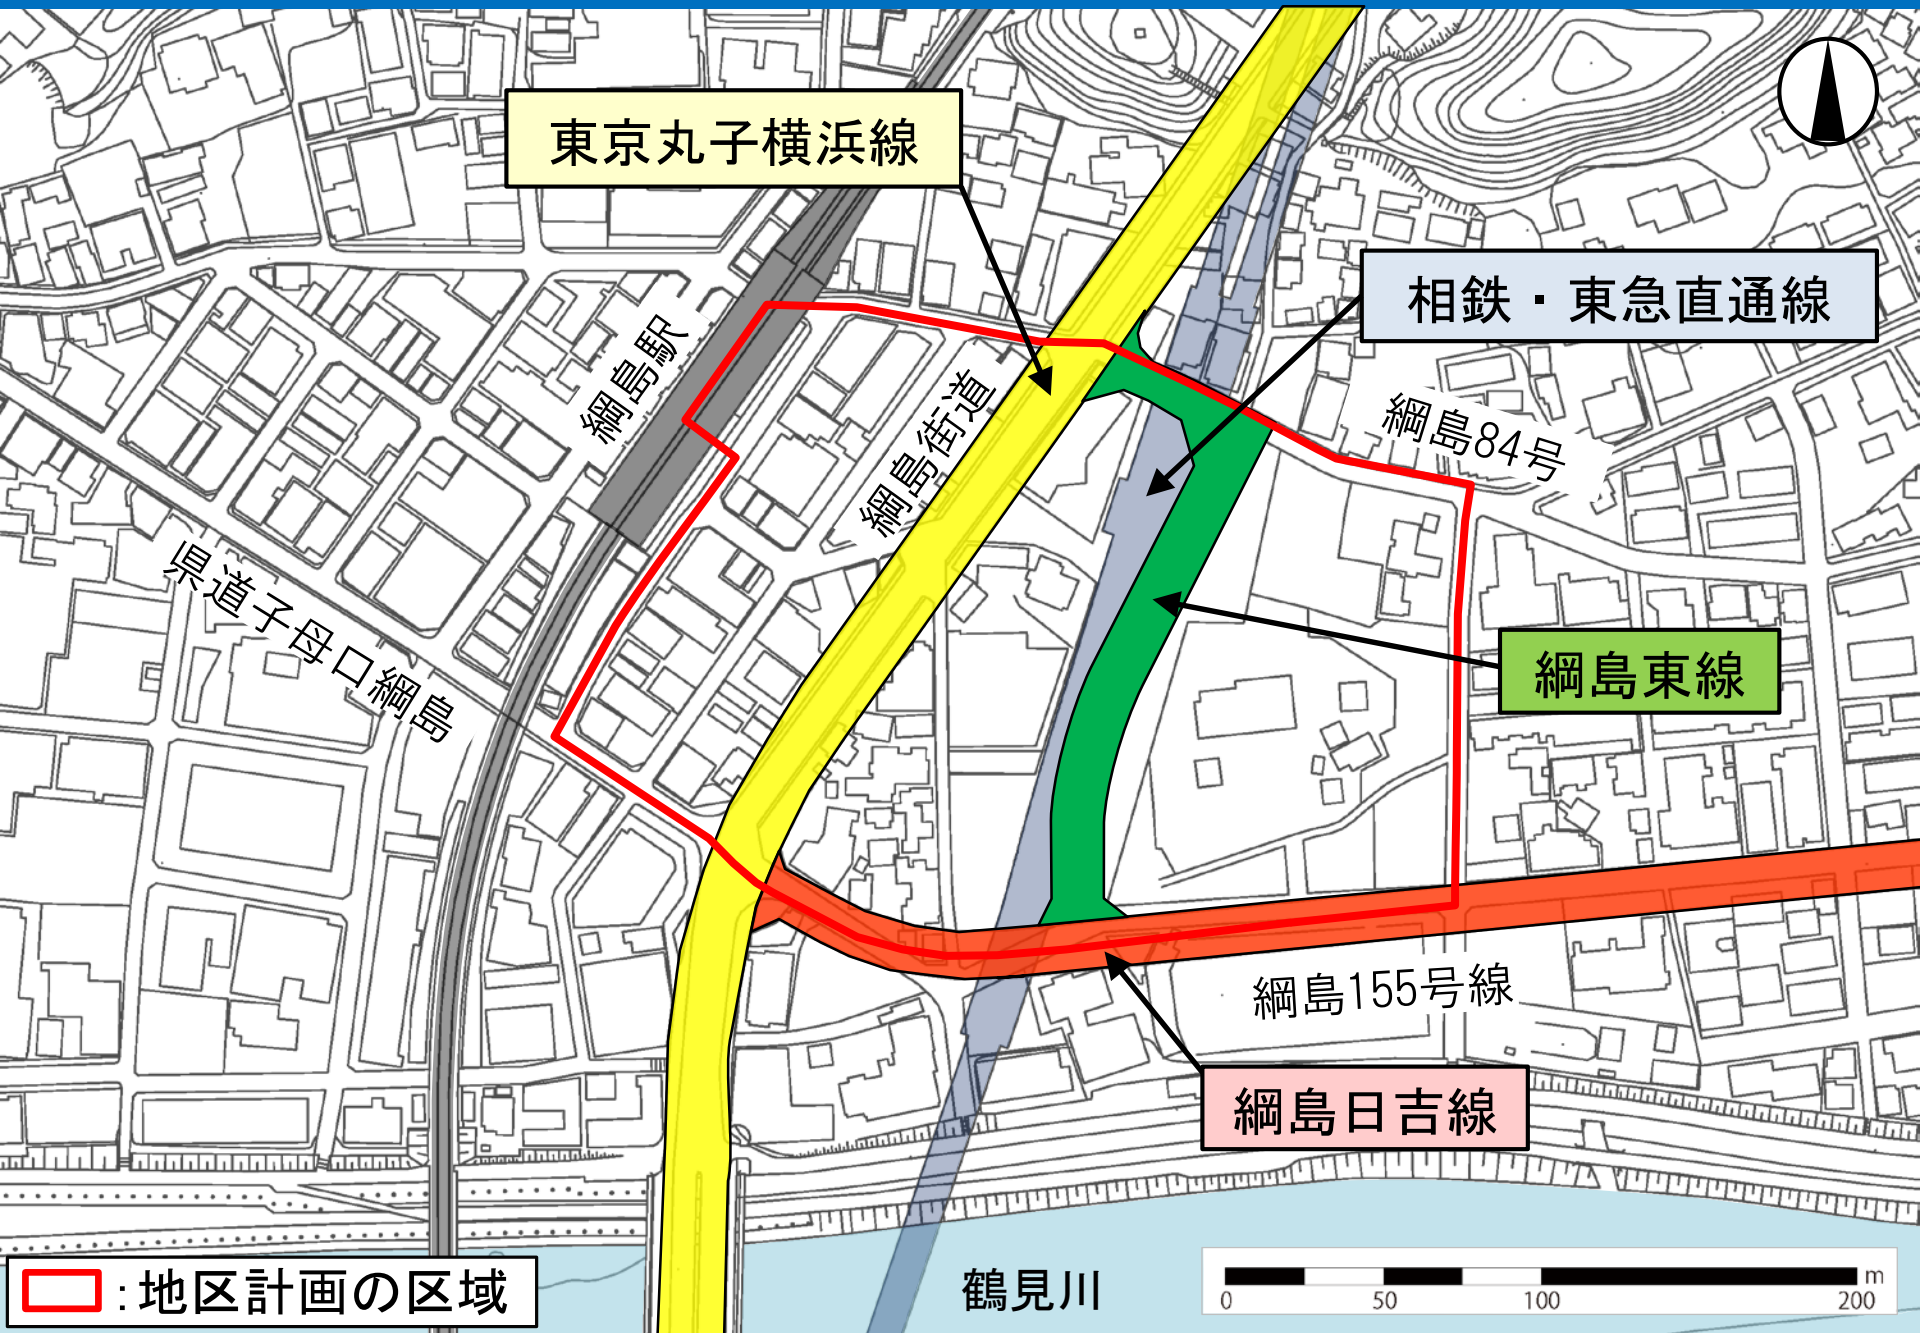 東京丸子横浜線
相鉄・東急直通線
綱島駅
綱島街道
綱島84号
県道子母口綱島
綱島東線
綱島155号線
綱島日吉線
鶴見川
:地区計画の区域
m
0 50 100 200